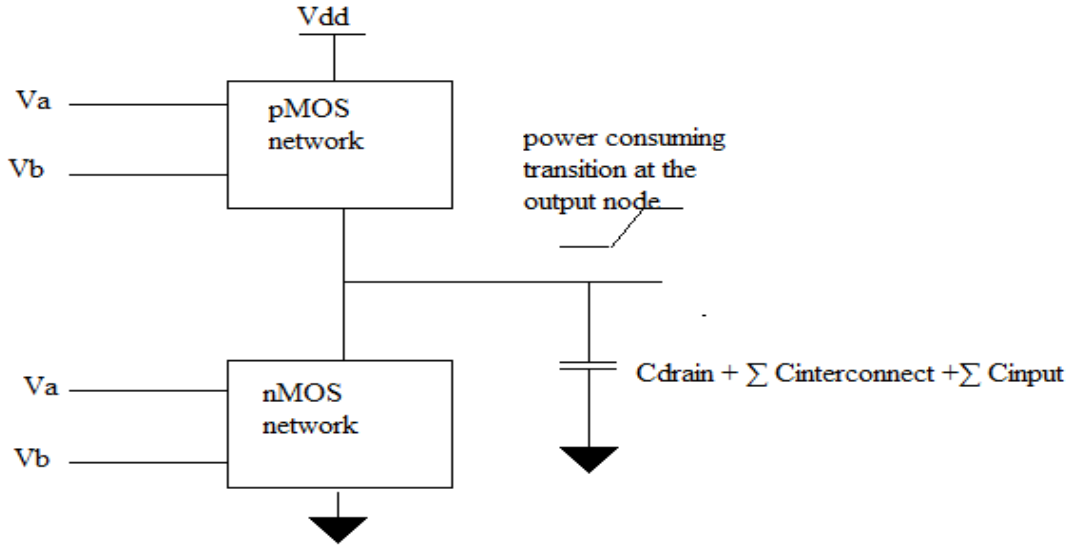 Vdd
Va
pMOS
network
Vb
power consuming
transition at the
output node
Va
nMOS
network
Vb
Cdrain + ∑ Cinterconnect +∑ Cinput